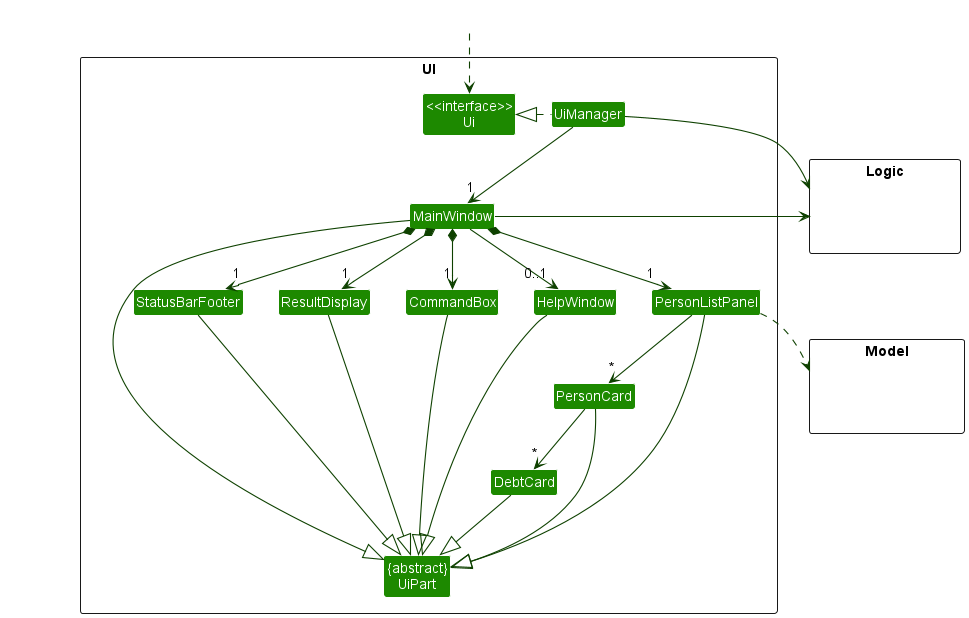 UI
<<interface>>
Ui
UiManager
Logic
1
MainWindow
1
1
1
0..1
1
StatusBarFooter
ResultDisplay
CommandBox
HelpWindow
PersonListPanel
Model
*
PersonCard
*
DebtCard
{abstract}
UiPart